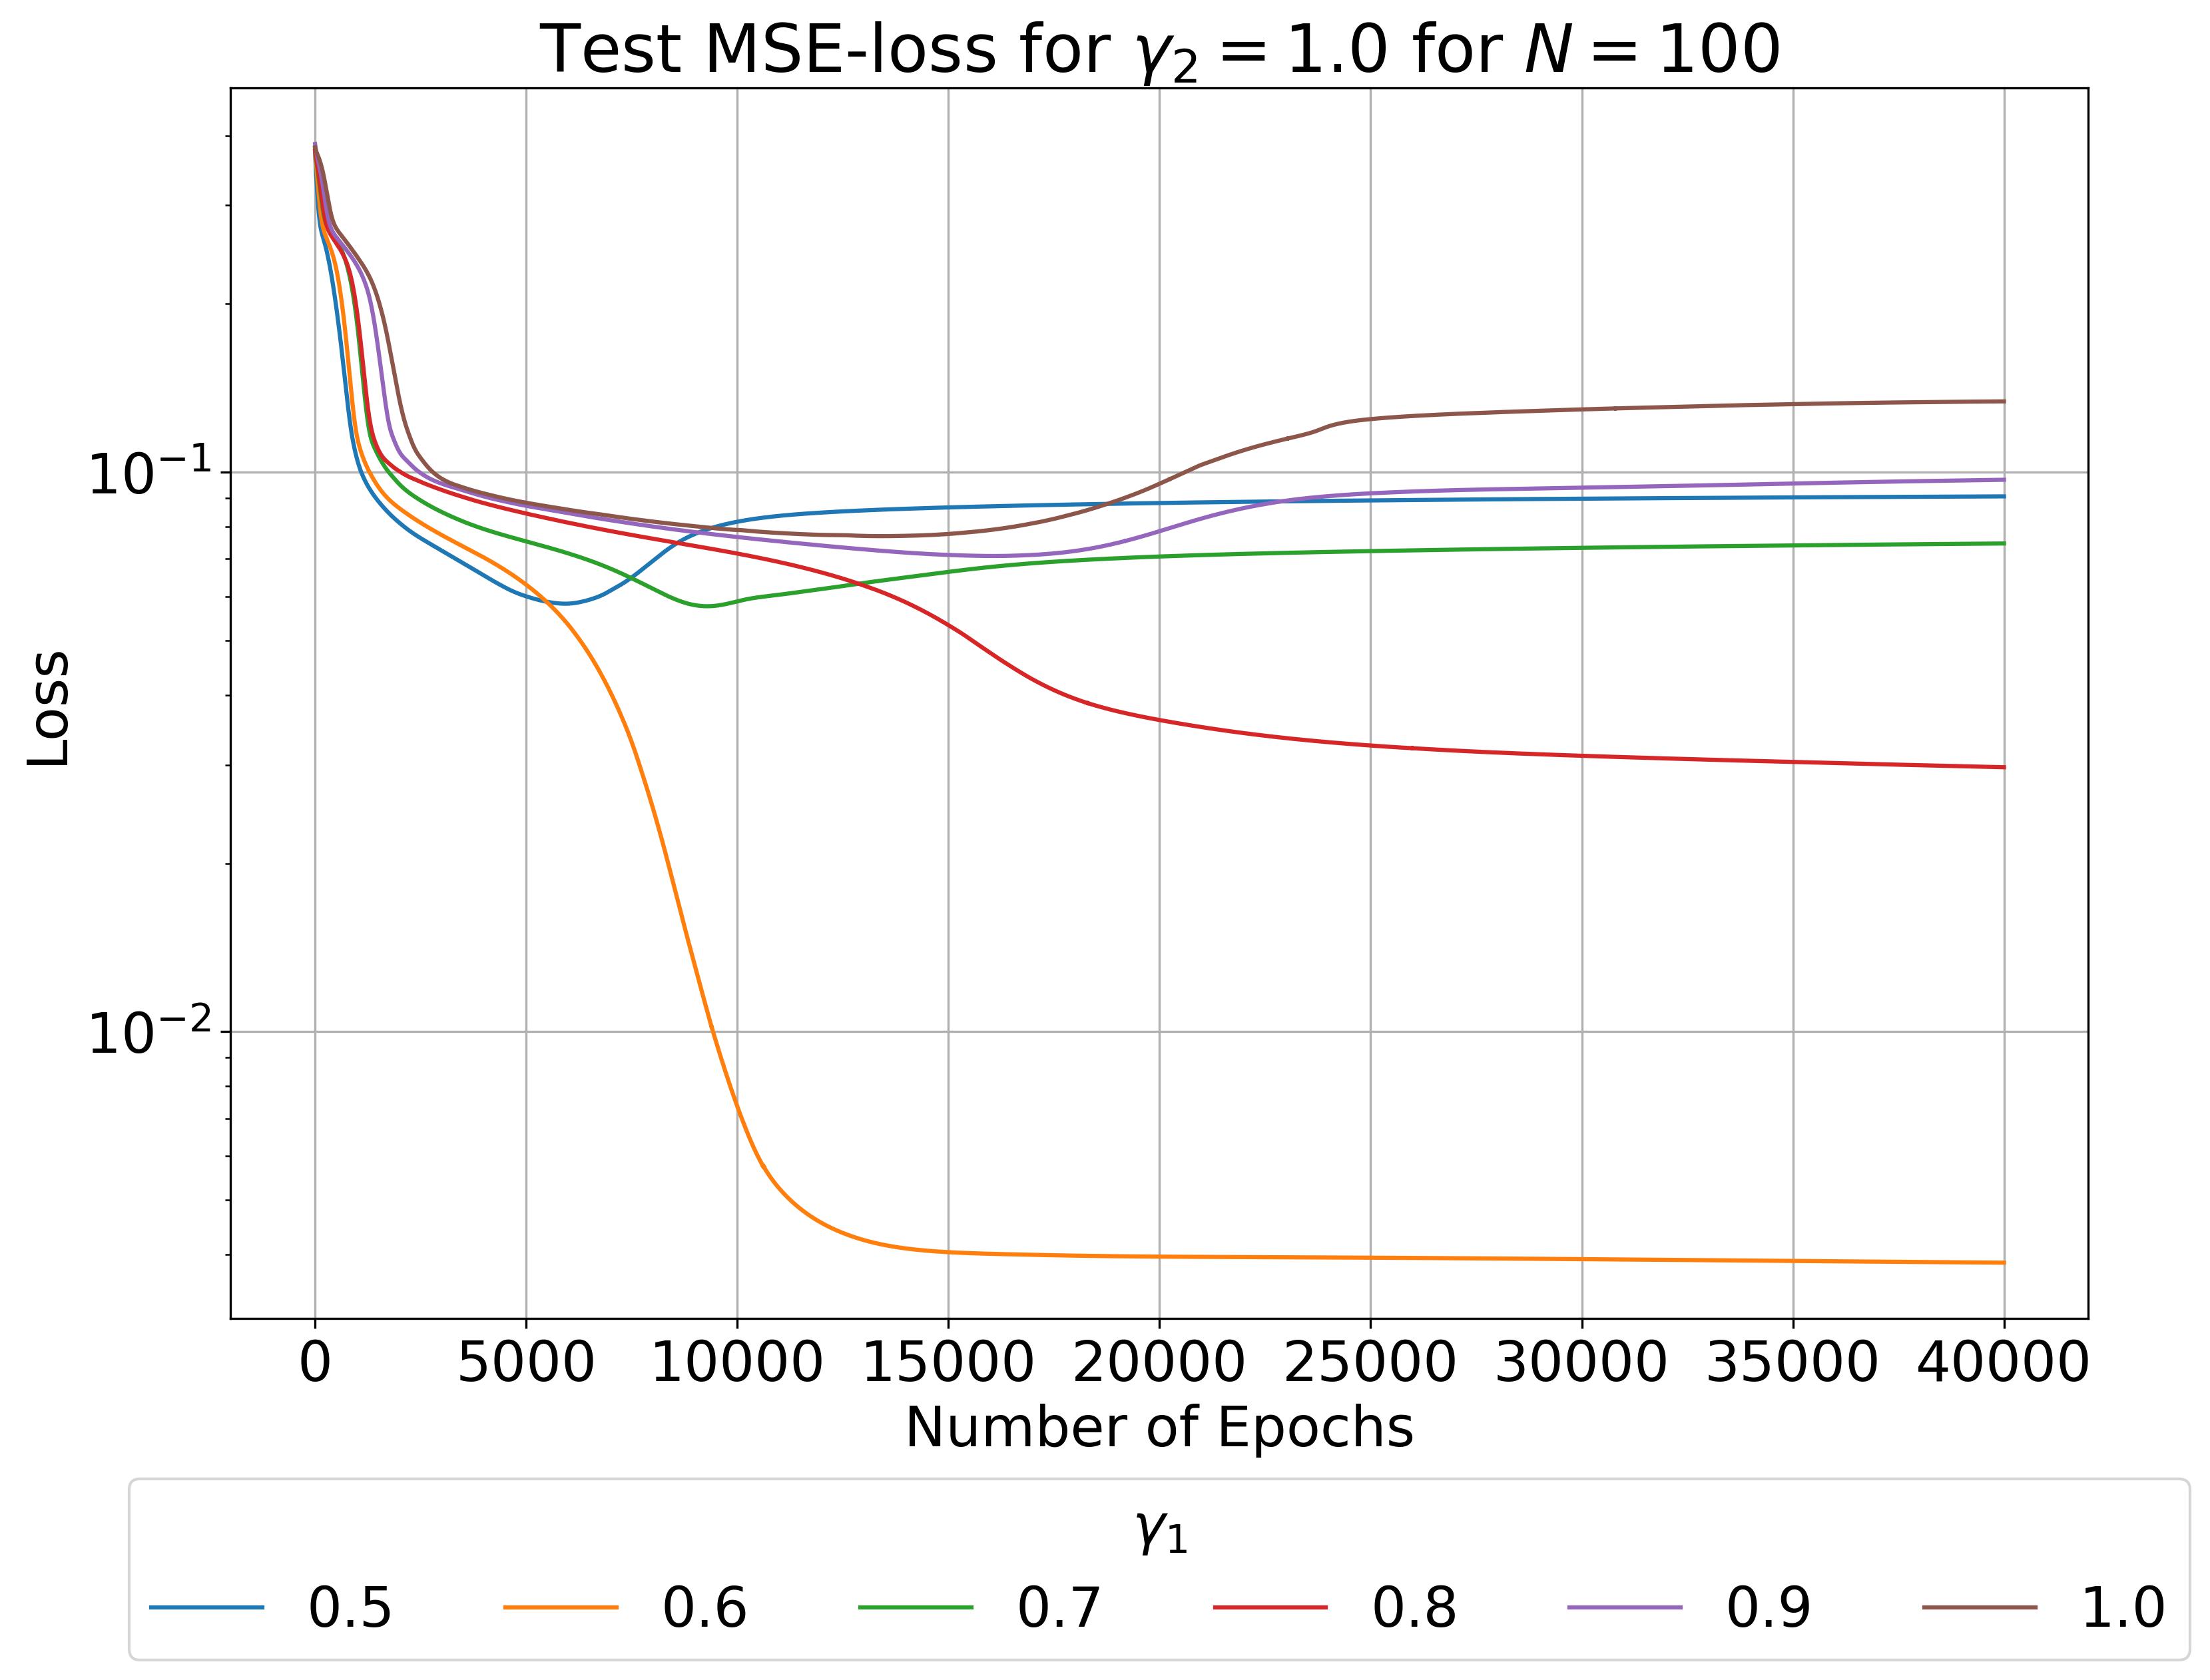 Test MSE-loss for γ₂ = 1.0 for N = 100
Loss
10⁻¹
10⁻²
0 5000 10000 15000 20000 25000 30000 35000 40000
Number of Epochs
γ₁
0.5 0.6 0.7 0.8 0.9 1.0